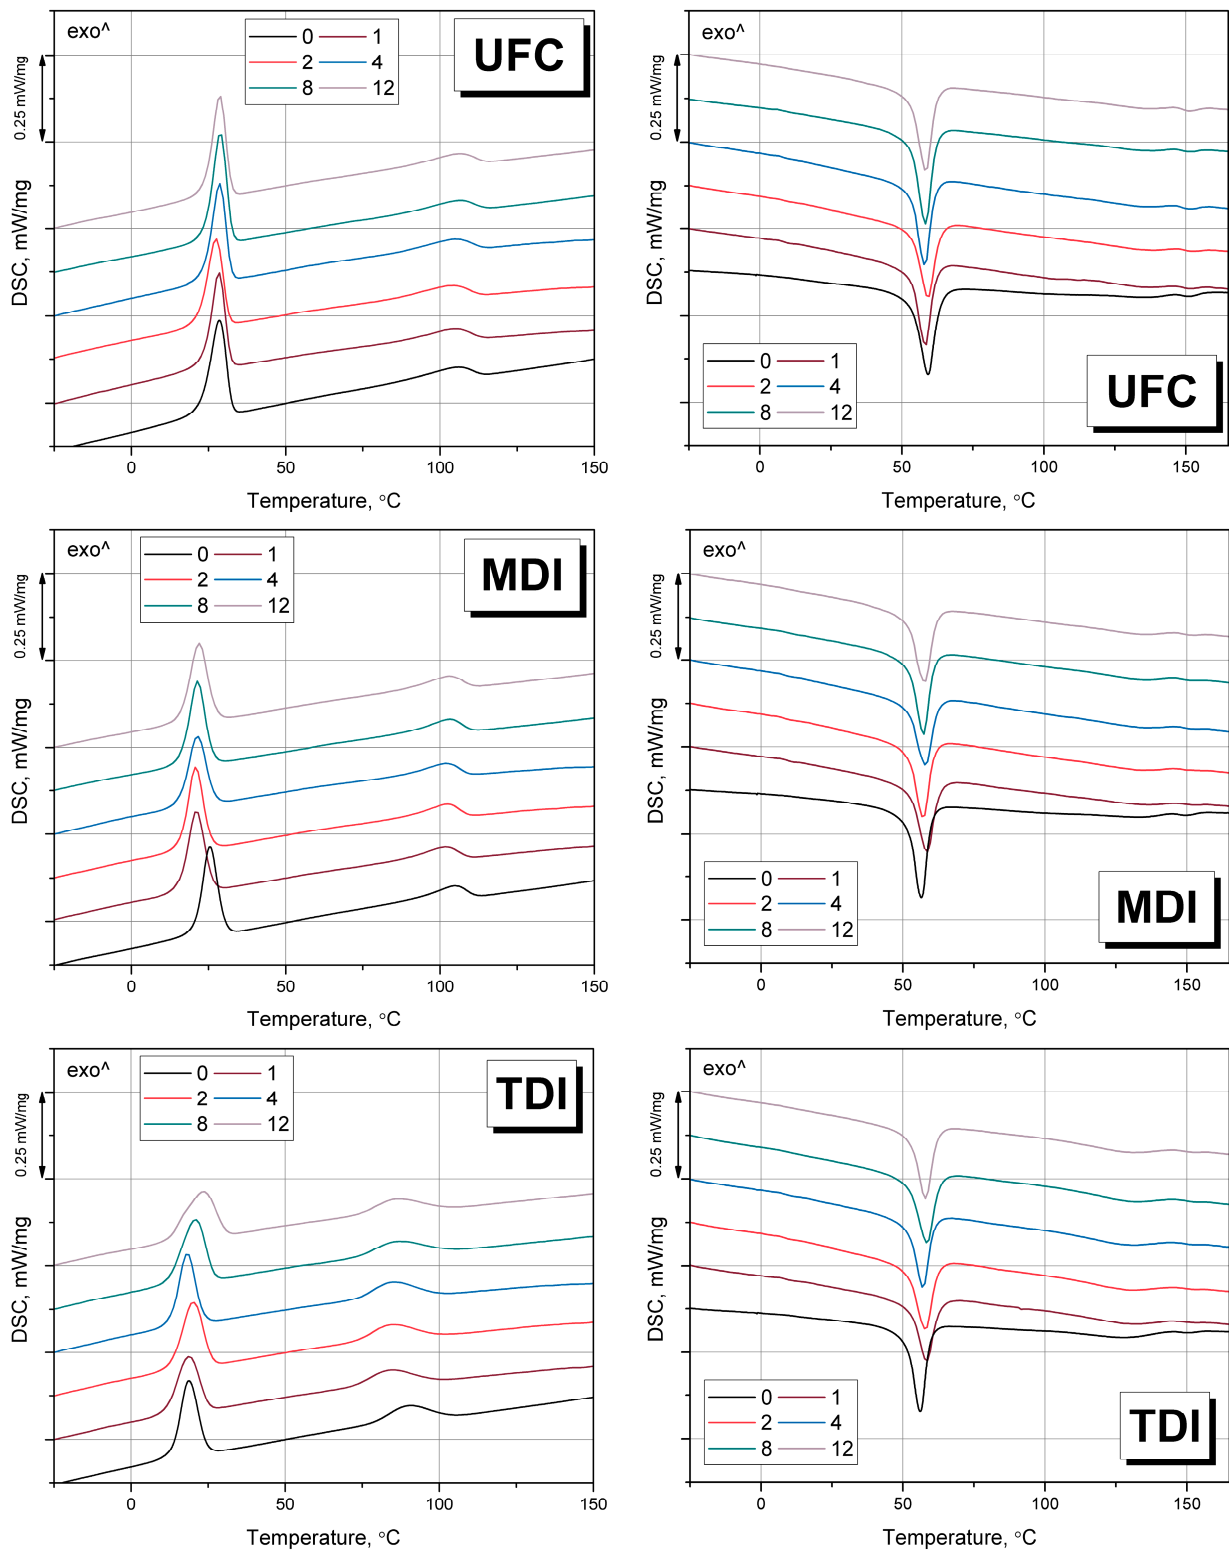 exo^
0 1
2 4
8 12
UFC
0.25 mW/mg
DSC, mW/mg
0 50 100 150
Temperature, °C
exo^
0.25 mW/mg
DSC, mW/mg
0 1
2 4
8 12
UFC
0 50 100 150
Temperature, °C
exo^
0 1
2 4
8 12
MDI
0.25 mW/mg
DSC, mW/mg
0 50 100 150
Temperature, °C
exo^
0.25 mW/mg
DSC, mW/mg
0 1
2 4
8 12
MDI
0 50 100 150
Temperature, °C
exo^
0 1
2 4
8 12
TDI
0.25 mW/mg
DSC, mW/mg
0 50 100 150
Temperature, °C
exo^
0.25 mW/mg
DSC, mW/mg
0 1
2 4
8 12
TDI
0 50 100 150
Temperature, °C